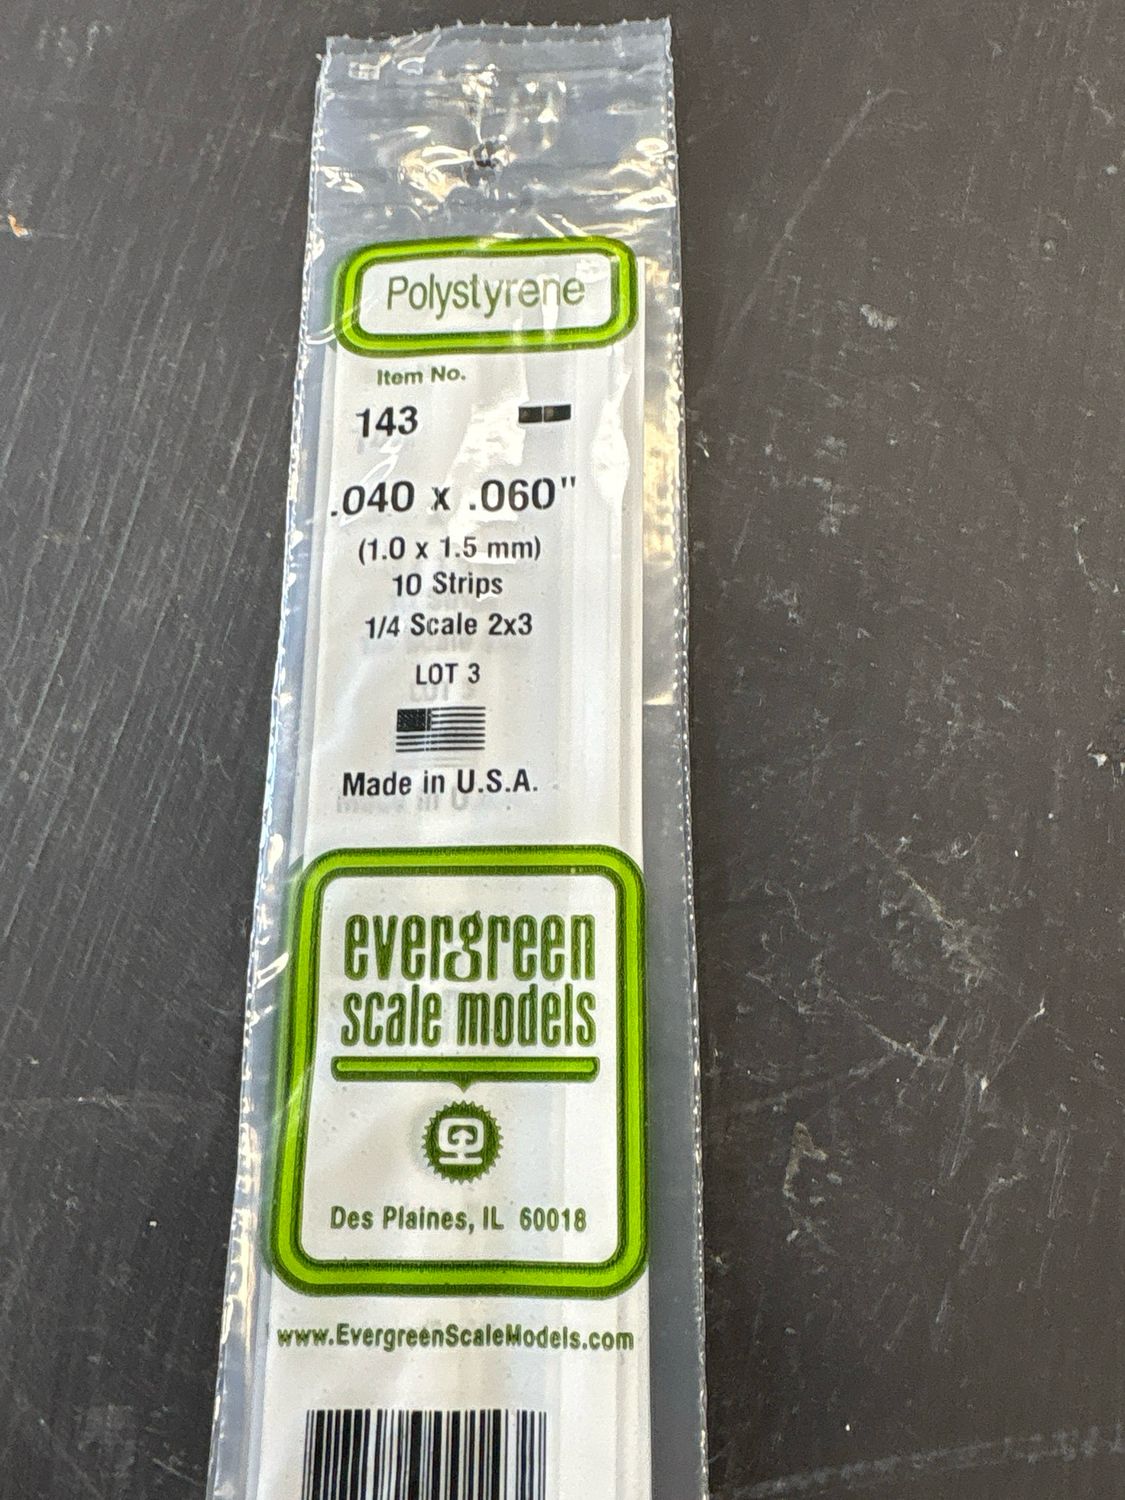 Polystyrene
Item No.
143
.040 x .060"
(1.0 x 1.5 mm)
10 Strips
1/4 Scale 2x3
LOT 3
Made in U.S.A.
evergreen
scale models
Des Plaines, IL 60018
www.EvergreenScaleModels.com